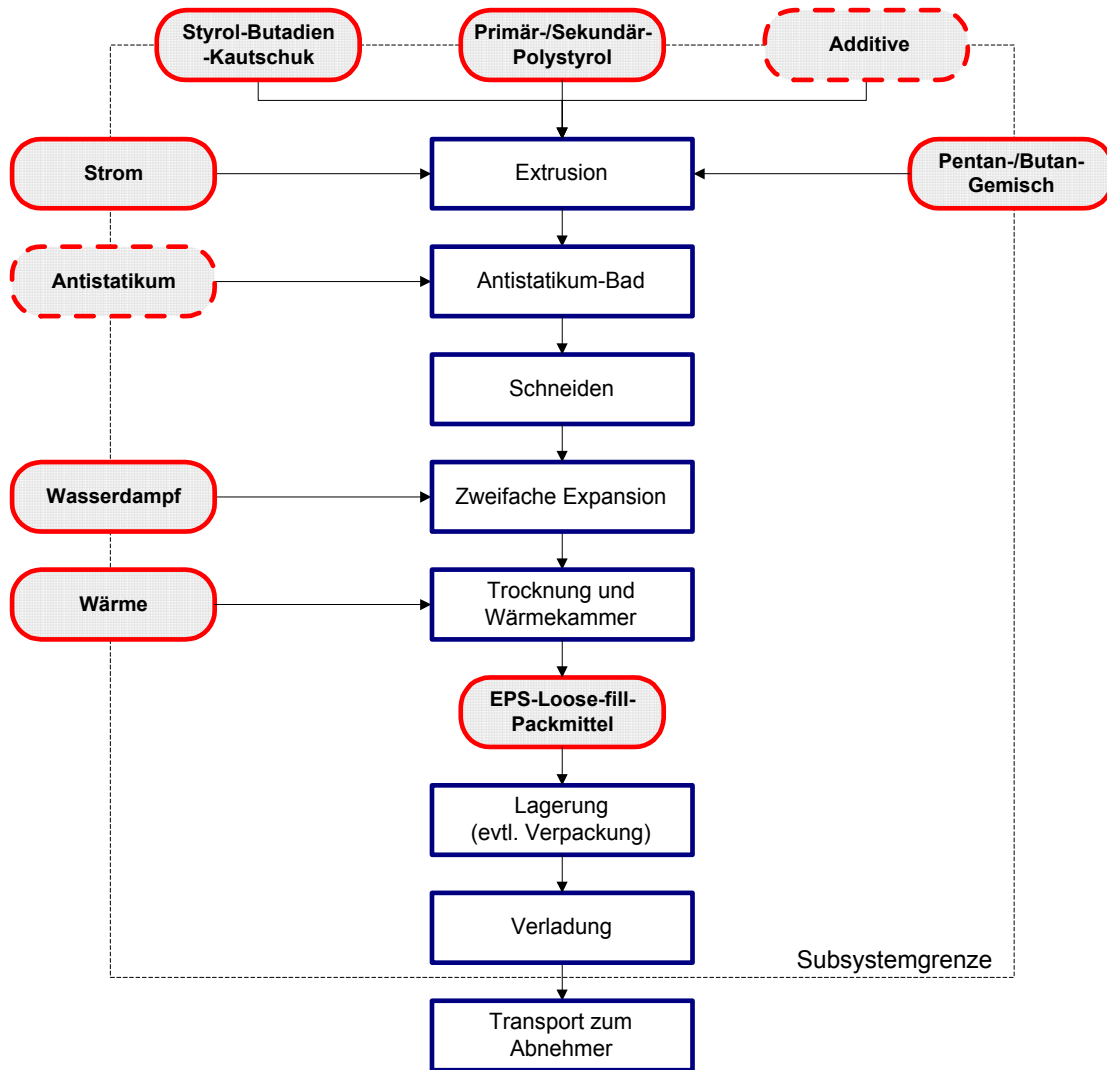 Styrol-Butadien
-Kautschuk
Primär-/Sekundär-
Polystyrol
Additive
Strom
Extrusion
Pentan-/Butan-
Gemisch
Antistatikum
Antistatikum-Bad
Schneiden
Wasserdampf
Zweifache Expansion
Wärme
Trocknung und
Wärmekammer
EPS-Loose-fill-
Packmittel
Lagerung
(evtl. Verpackung)
Verladung
Subsystemgrenze
Transport zum
Abnehmer